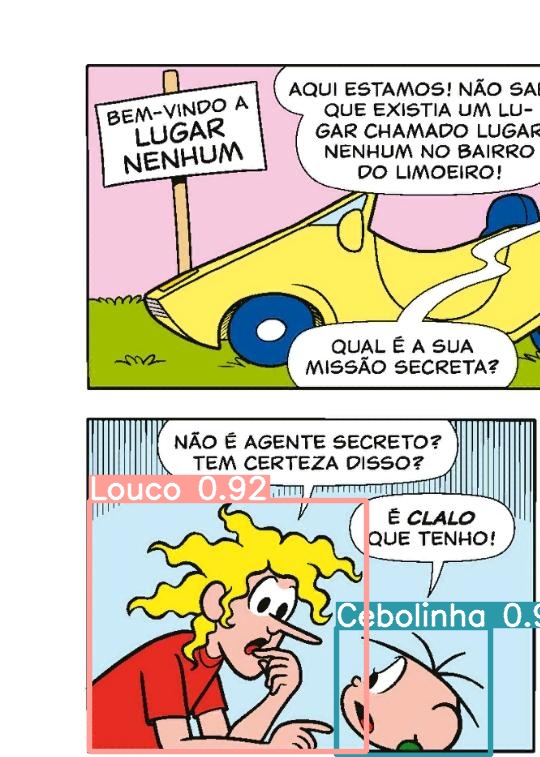 BEM-VINDO A
LUGAR
NENHUM
AQUI ESTAMOS! NÃO
QUE EXISTIA UM LU-
GAR CHAMADO LUGAR
NENHUM NO BAIRRO
DO LIMOEIRO!
QUAL É A SUA
MISSÃO SECRETA?
NÃO É AGENTE SECRETO?
TEM CERTEZA DISSO?
Louco 0.92
É CLALO
QUE TENHO!
Cebolinha